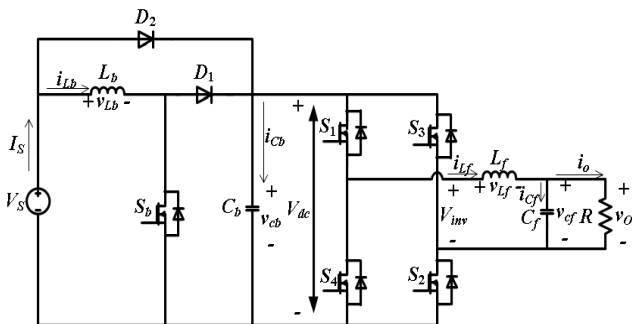 D2
iLb Lb D1
+ vLb -
IS
VS
Sb
iCb
Cb
+
vcb
-
+
Vdc
-
S1
S3
S4
S2
iLf Lf io
+ vLf -
iCf
+
Vinv
-
Cf
+
vcf
-
R
+
vO
-